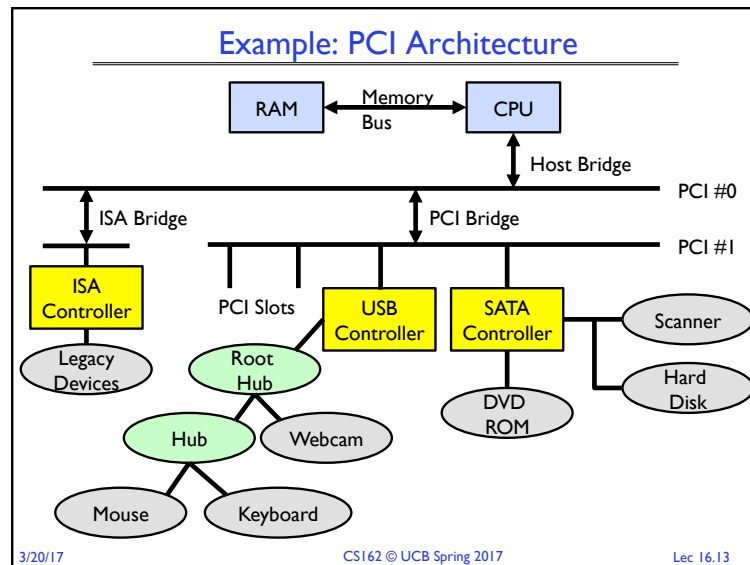 Example: PCI Architecture
RAM
Memory
Bus
CPU
Host Bridge
PCI #0
ISA Bridge
PCI Bridge
PCI #1
ISA
Controller
PCI Slots
USB
Controller
SATA
Controller
Scanner
Legacy
Devices
Root
Hub
Hard
Disk
DVD
ROM
Hub
Webcam
Mouse
Keyboard
3/20/17
CS162 © UCB Spring 2017
Lec 16.13